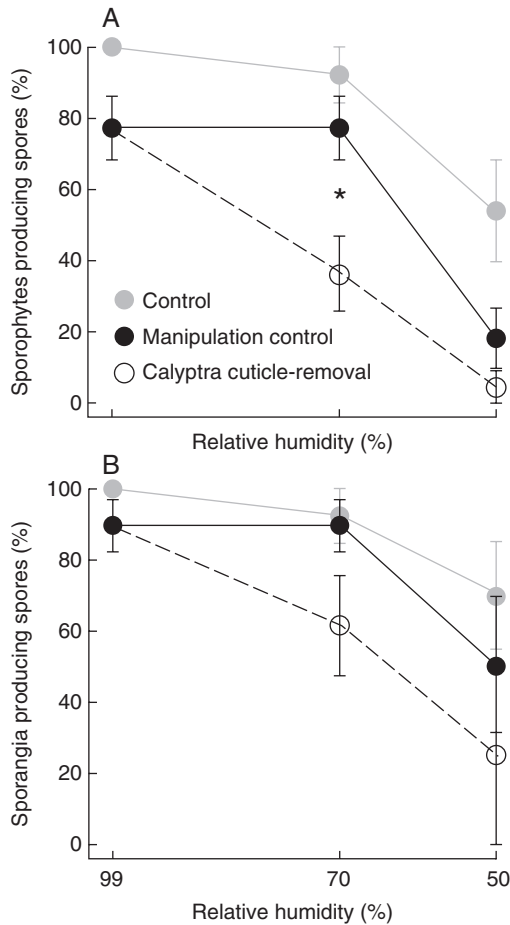 A
100
80
60
40
20
0
Sporophytes producing spores (%)
*
Control
Manipulation control
Calyptra cuticle-removal
Relative humidity (%)
B
100
80
60
40
20
0
Sporangia producing spores (%)
99
70
50
Relative humidity (%)